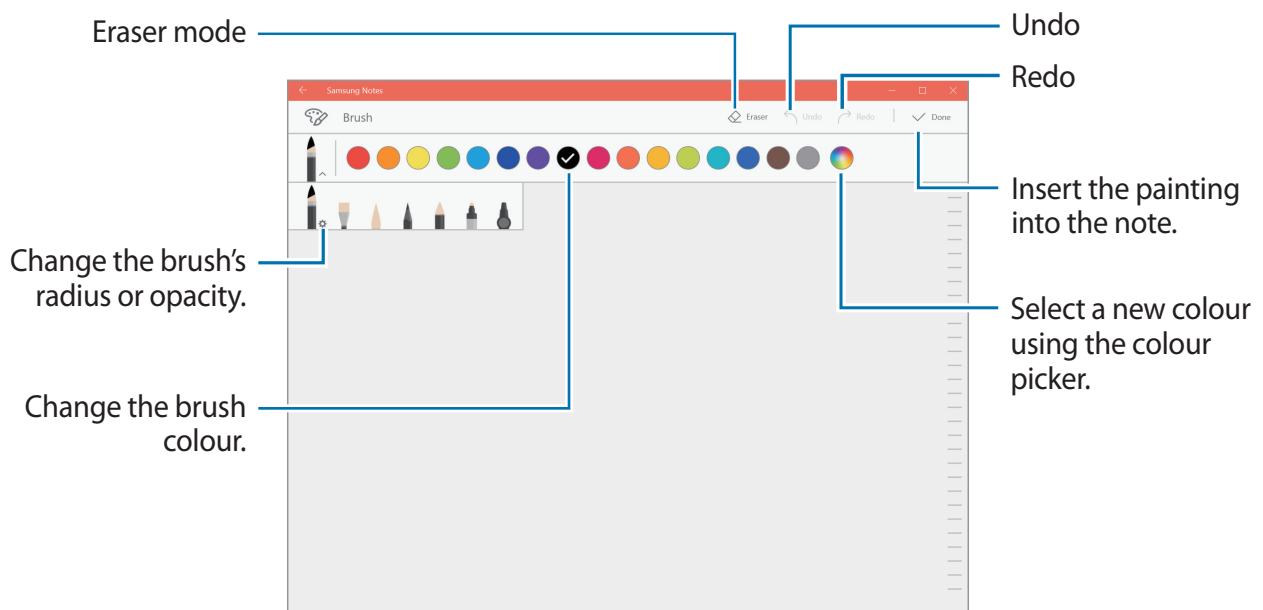 Eraser mode
Undo
Redo
Samsung Notes
Brush
Eraser
Undo
Redo
Done
Insert the painting
into the note.
Change the brush's
radius or opacity.
Select a new colour
using the colour
picker.
Change the brush
colour.